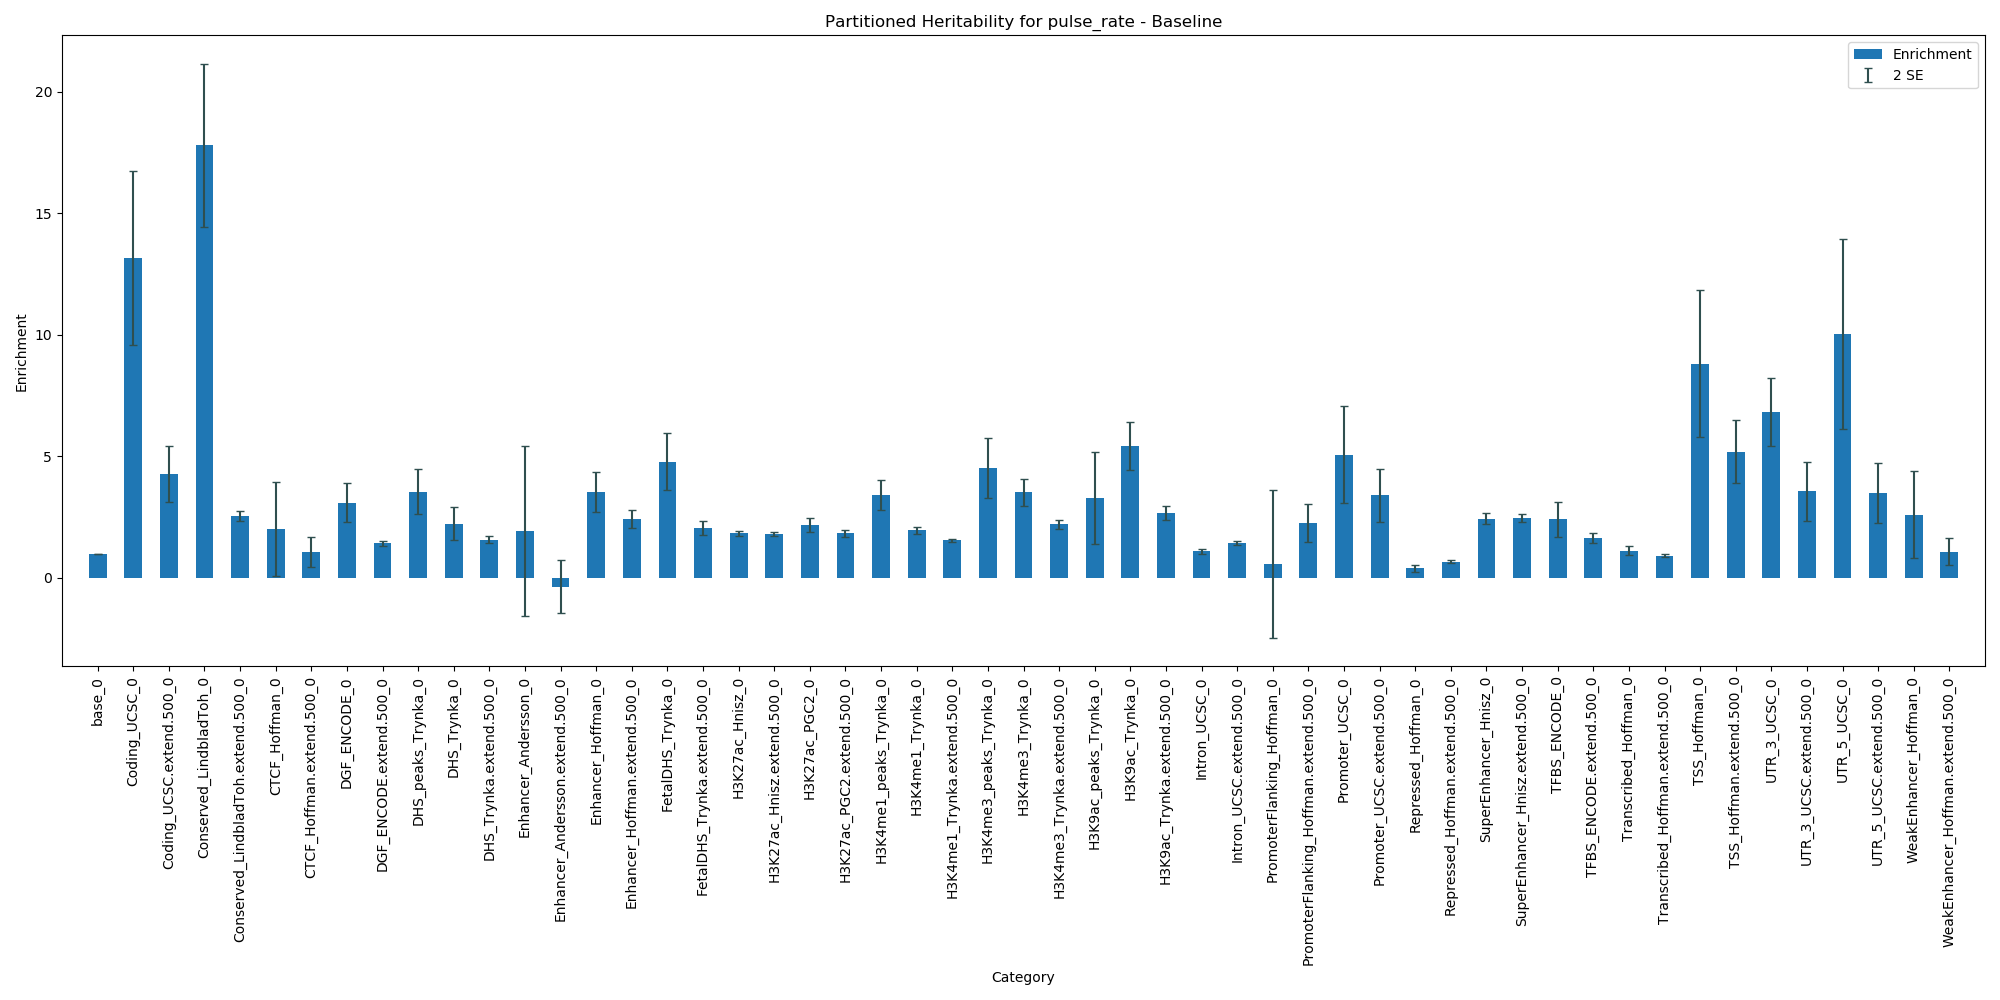 Partitioned Heritability for pulse_rate - Baseline
Enrichment
2 SE
Enrichment
20
15
10
5
0
base_0
Coding_UCSC_0
Coding_UCSC.extend.500_0
Conserved_LindbladToh_0
Conserved_LindbladToh.extend.500_0
CTCF_Hoffman_0
CTCF_Hoffman.extend.500_0
DGF_ENCODE_0
DGF_ENCODE.extend.500_0
DHS_peaks_Trynka_0
DHS_Trynka_0
DHS_Trynka.extend.500_0
Enhancer_Andersson_0
Enhancer_Andersson.extend.500_0
Enhancer_Hoffman_0
Enhancer_Hoffman.extend.500_0
FetalDHS_Trynka_0
FetalDHS_Trynka.extend.500_0
H3K27ac_Hnisz_0
H3K27ac_Hnisz.extend.500_0
H3K27ac_PGC2_0
H3K27ac_PGC2.extend.500_0
H3K4me1_peaks_Trynka_0
H3K4me1_Trynka_0
H3K4me1_Trynka.extend.500_0
H3K4me3_peaks_Trynka_0
H3K4me3_Trynka_0
H3K4me3_Trynka.extend.500_0
H3K9ac_peaks_Trynka_0
H3K9ac_Trynka_0
H3K9ac_Trynka.extend.500_0
Intron_UCSC_0
Intron_UCSC.extend.500_0
PromoterFlanking_Hoffman_0
PromoterFlanking_Hoffman.extend.500_0
Promoter_UCSC_0
Promoter_UCSC.extend.500_0
Repressed_Hoffman_0
Repressed_Hoffman.extend.500_0
SuperEnhancer_Hnisz_0
SuperEnhancer_Hnisz.extend.500_0
TFBS_ENCODE_0
TFBS_ENCODE.extend.500_0
Transcribed_Hoffman_0
Transcribed_Hoffman.extend.500_0
TSS_Hoffman_0
TSS_Hoffman.extend.500_0
UTR_3_UCSC_0
UTR_3_UCSC.extend.500_0
UTR_5_UCSC_0
UTR_5_UCSC.extend.500_0
WeakEnhancer_Hoffman_0
WeakEnhancer_Hoffman.extend.500_0
Category